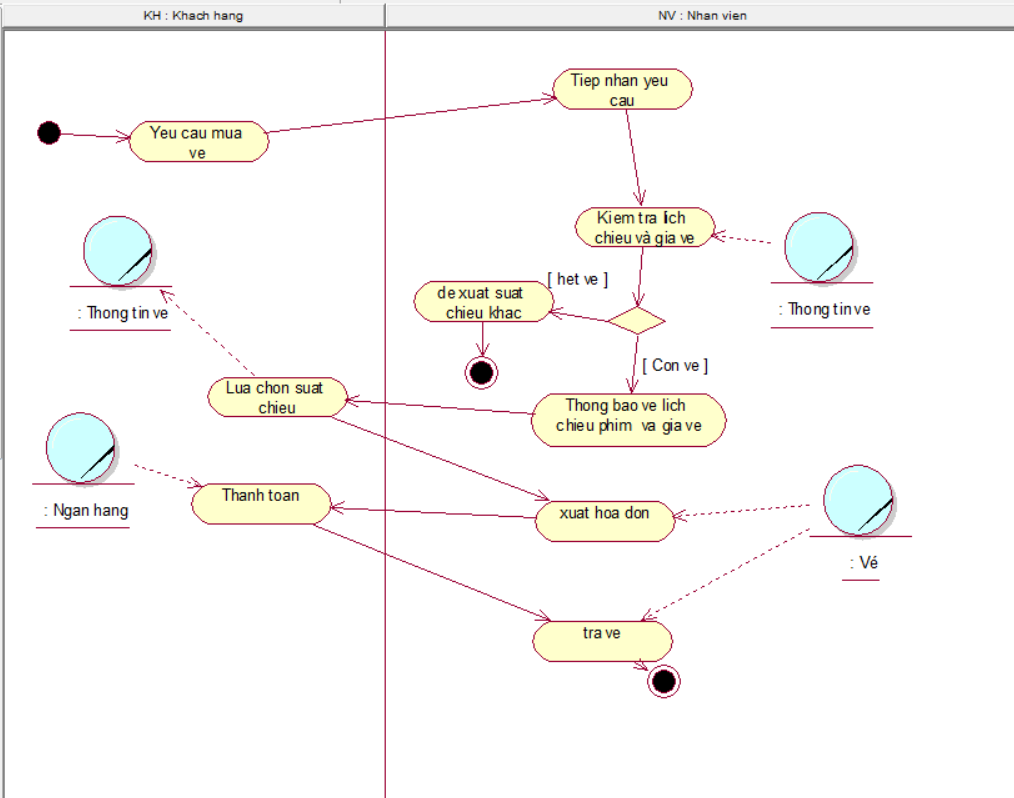 KH : Khach hang
NV : Nhan vien
Tiep nhan yeu
cau
Yeu cau mua
ve
Kiem tra lich
chieu và gia ve
: Thong tin ve
: Thong tin ve
[ het ve ]
de xuat suat
chieu khac
[ Con ve ]
Lua chon suat
chieu
Thong bao ve lich
chieu phim va gia ve
: Ngan hang
Thanh toan
xuat hoa don
: Vé
tra ve